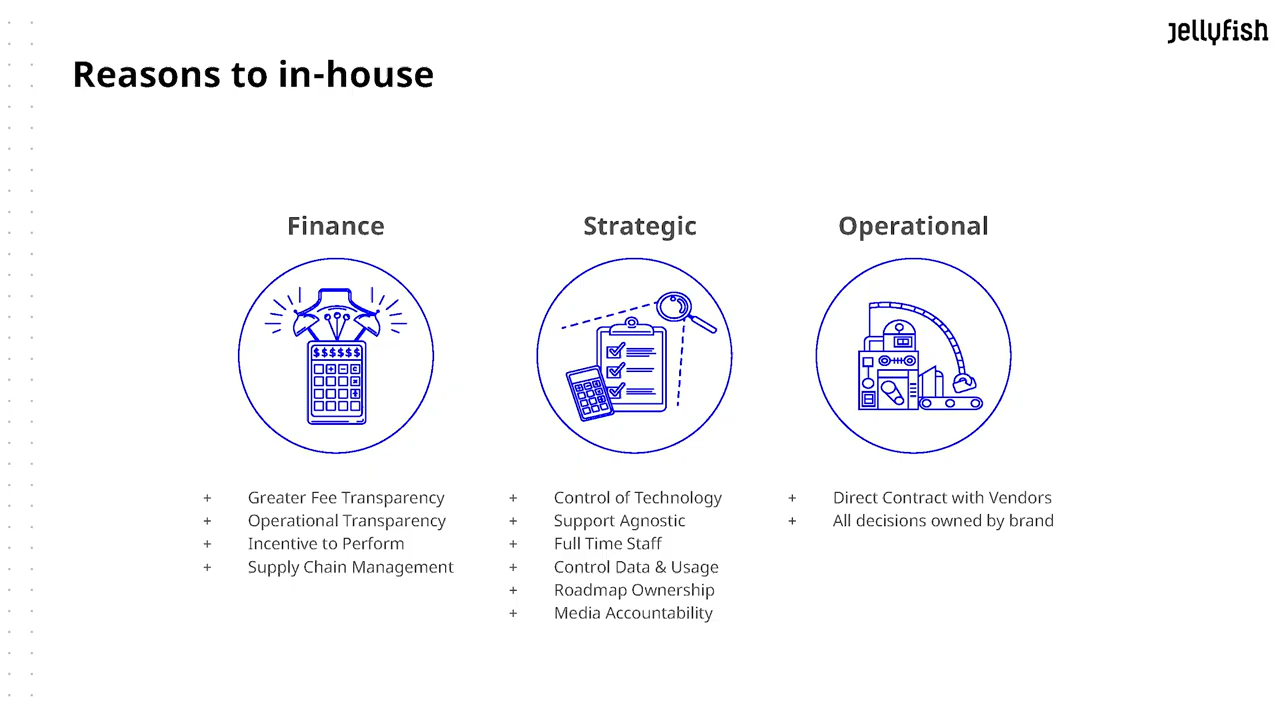 jellyfish
Reasons to in-house
Finance
Strategic
Operational
$$$$$$
+ Greater Fee Transparency
+ Operational Transparency
+ Incentive to Perform
+ Supply Chain Management
+ Control of Technology
+ Support Agnostic
+ Full Time Staff
+ Control Data & Usage
+ Roadmap Ownership
+ Media Accountability
+ Direct Contract with Vendors
+ All decisions owned by brand